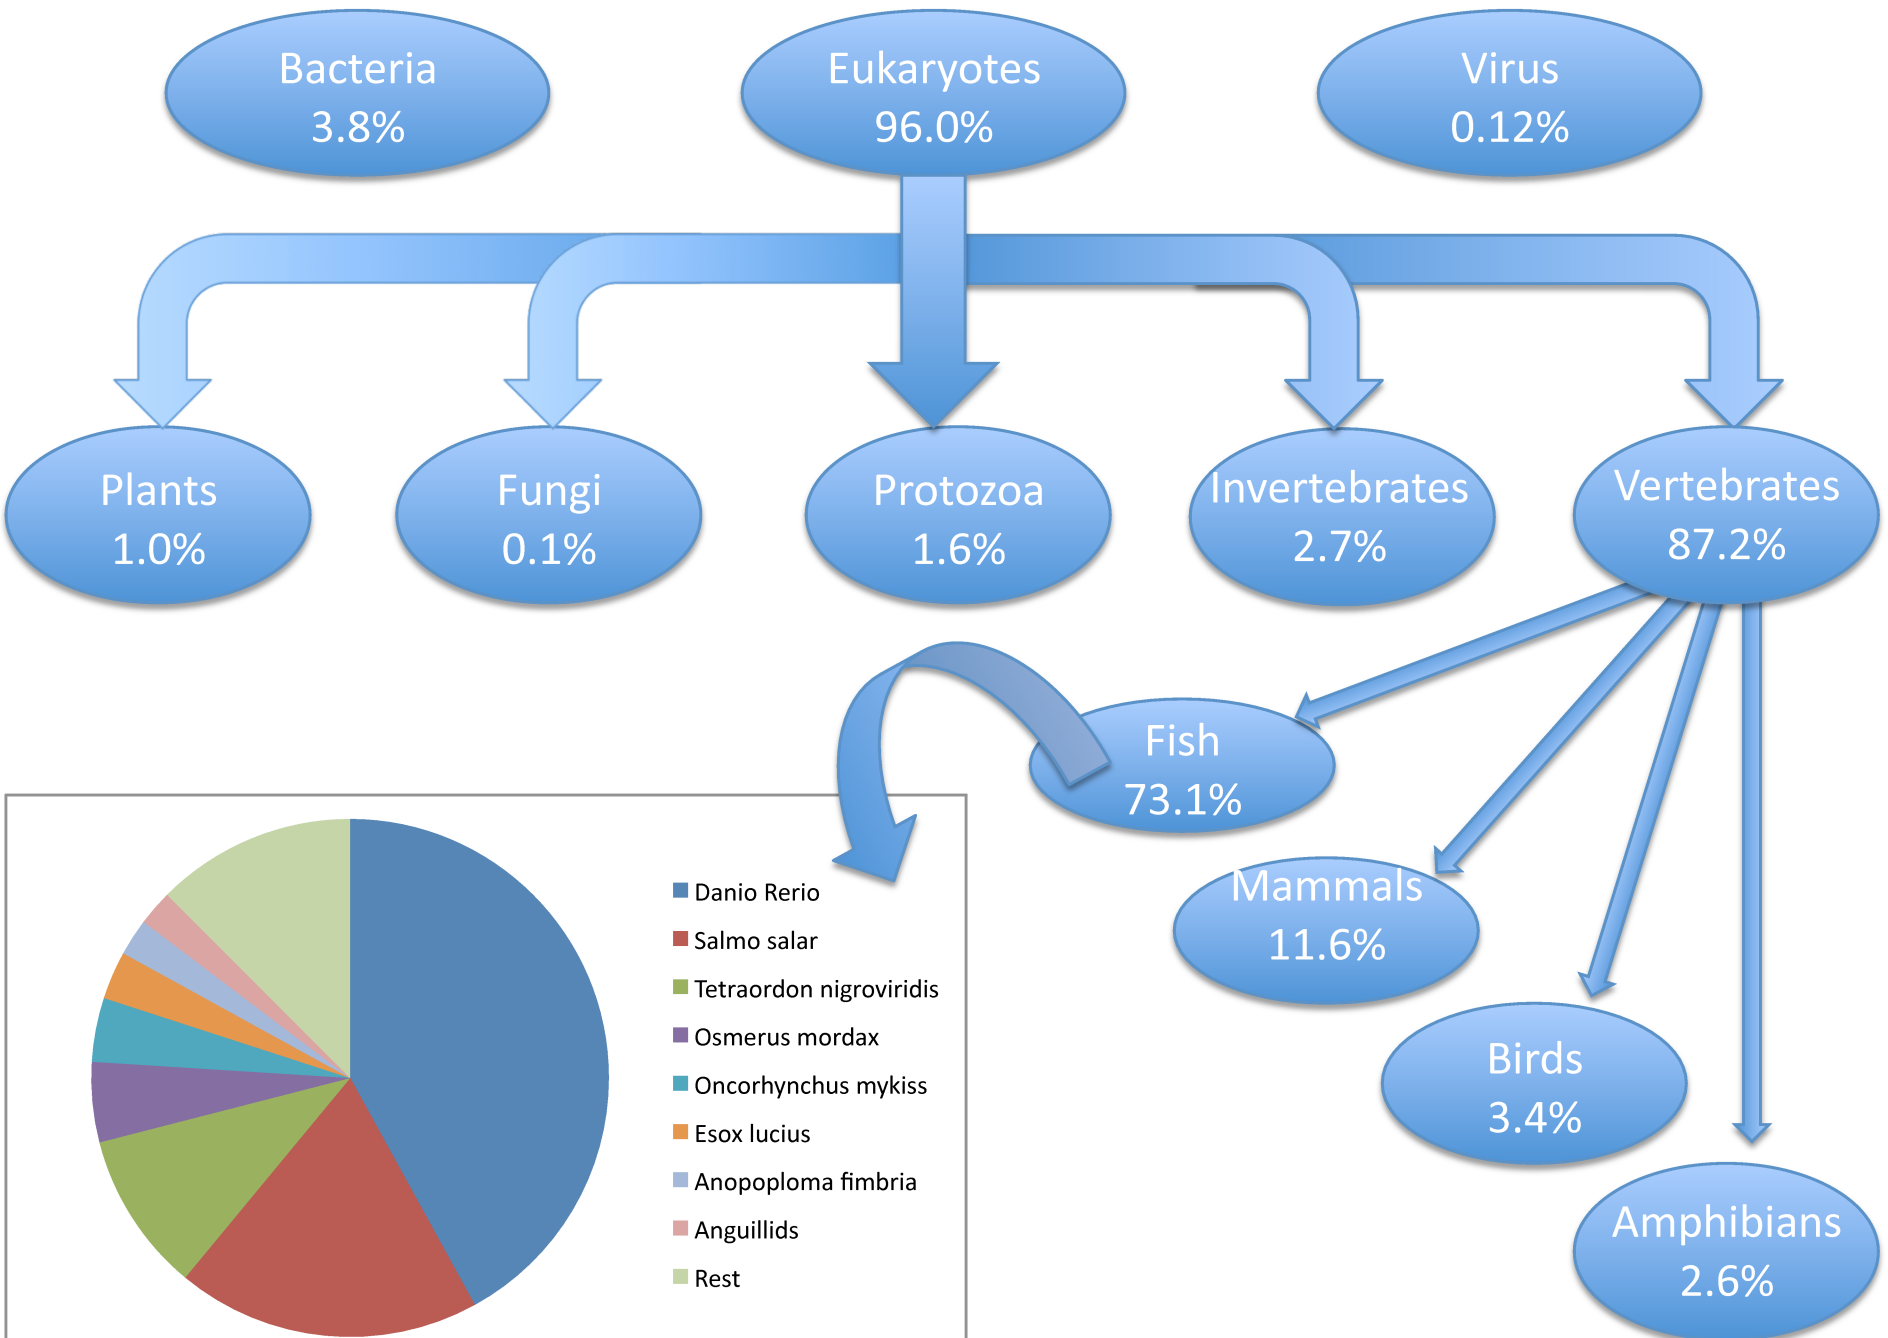 Bacteria
3.8%
Eukaryotes
96.0%
Virus
0.12%
Plants
1.0%
Fungi
0.1%
Protozoa
1.6%
Invertebrates
2.7%
Vertebrates
87.2%
Fish
73.1%
Mammals
11.6%
Birds
3.4%
Amphibians
2.6%
Danio Rerio
Salmo salar
Tetraordon nigroviridis
Osmerus mordax
Oncorhynchus mykiss
Esox lucius
Anopoploma fimbria
Anguillids
Rest